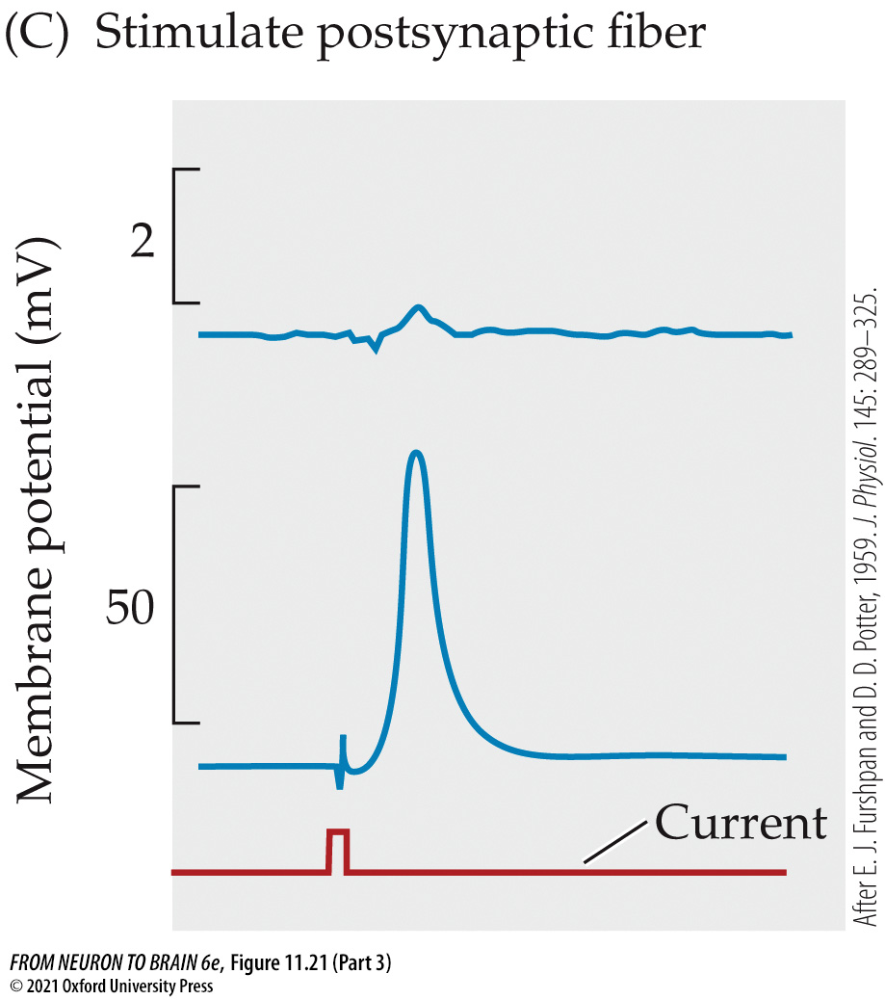 (C) Stimulate postsynaptic fiber
Membrane potential (mV)
2
50
Current
After E. J. Furshpan and D. D. Potter, 1959. J. Physiol. 145: 289–325.
FROM NEURON TO BRAIN 6e, Figure 11.21 (Part 3)
© 2021 Oxford University Press